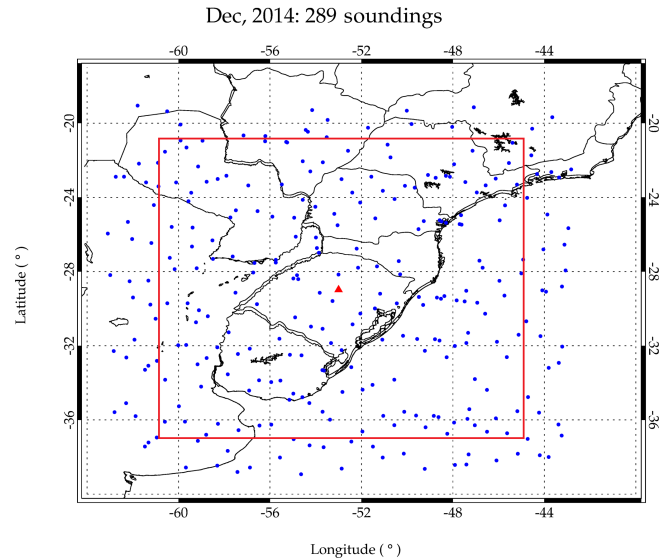 Dec, 2014: 289 soundings
-60 -56 -52 -48 -44
-20 -20
-24 -24
-28 -28
-32 -32
-36 -36
Latitude ( ° )
-60 -56 -52 -48 -44
Longitude ( ° )